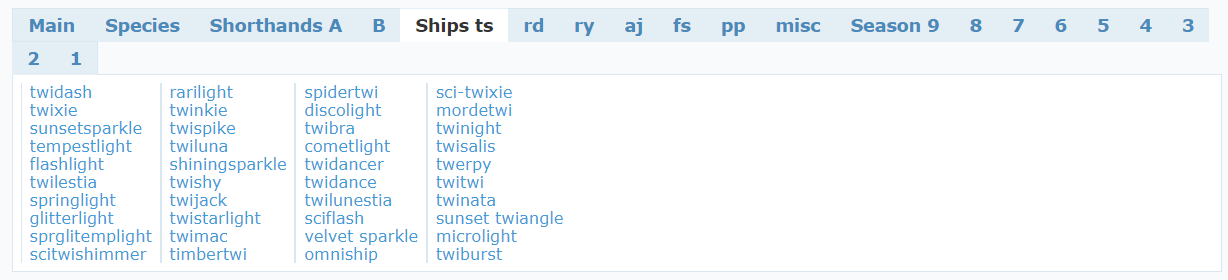 Main Species Shorthands A B Ships ts rd ry aj fs pp misc Season 9 8 7 6 5 4 3
2 1
twidash
twixie
sunsetsparkle
tempestlight
flashlight
twilestia
springlight
glitterlight
sprglitemplight
scitwishimmer
rarilight
twinkie
twispike
twiluna
shiningsparkle
twishy
twijack
twistarlight
twimac
timbertwi
spidertwi
discolight
twibra
cometlight
twidancer
twidance
twilunestia
sciflash
velvet sparkle
omniship
sci-twixie
mordetwi
twinight
twisalis
twerpy
twitwi
twinata
sunset twiangle
microlight
twiburst